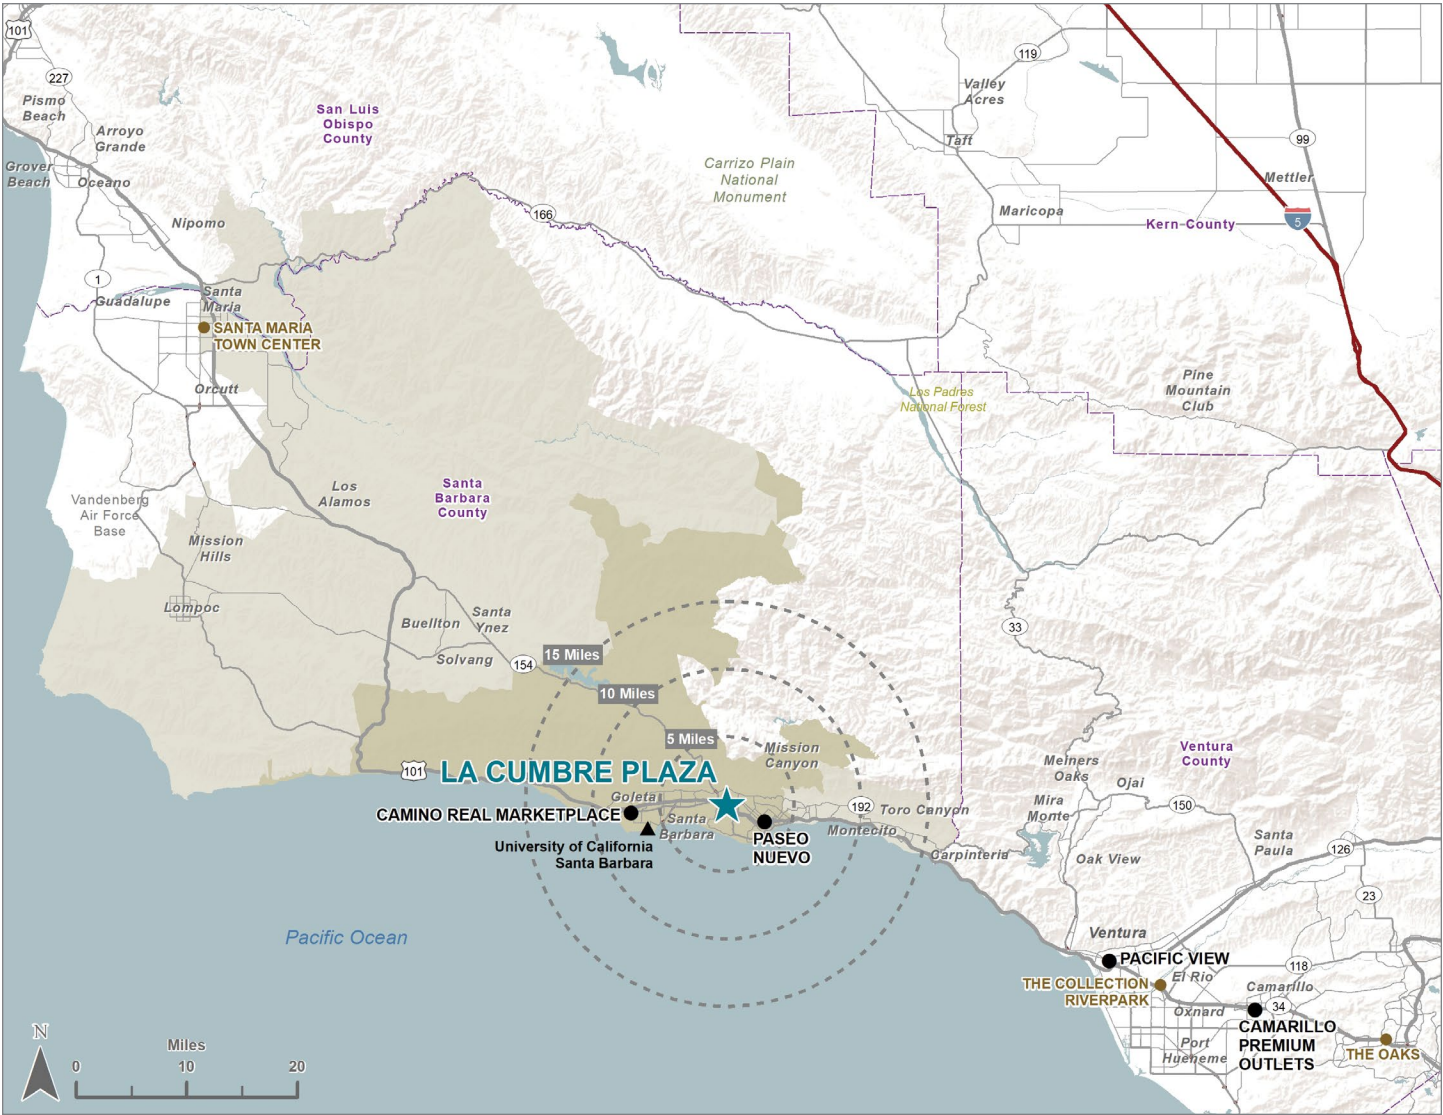 101
227
Pismo
Beach
Arroyo
Grande
Grover
Beach
Oceano
San Luis
Obispo
County
Nipomo
166
Carrizo Plain
National
Monument
119
Valley
Acres
Taft
99
Mettler
Maricopa
Kern County
5
1
Guadalupe
Santa
Maria
SANTA MARIA
TOWN CENTER
Orcutt
Los Padres
National Forest
Pine
Mountain
Club
Vandenberg
Air Force
Base
Los
Alamos
Santa
Barbara
County
Mission
Hills
Lompoc
Buellton
Santa
Ynez
Solvang
154
33
15 Miles
10 Miles
5 Miles
Mission
Canyon
101
LA CUMBRE PLAZA
Goleta
CAMINO REAL MARKETPLACE
Santa
Barbara
University of California
Santa Barbara
PASEO
NUEVO
192
Toro Canyon
Montecito
Carpinteria
Meiners
Oaks
Ojai
Mira
Monte
150
Ventura
County
Oak View
Santa
Paula
126
23
Pacific Ocean
Ventura
PACIFIC VIEW
THE COLLECTION
RIVERPARK
El Rio
118
Camarillo
Oxnard
34
CAMARILLO
PREMIUM
OUTLETS
Port
Hueneme
THE OAKS
N
Miles
0 10 20